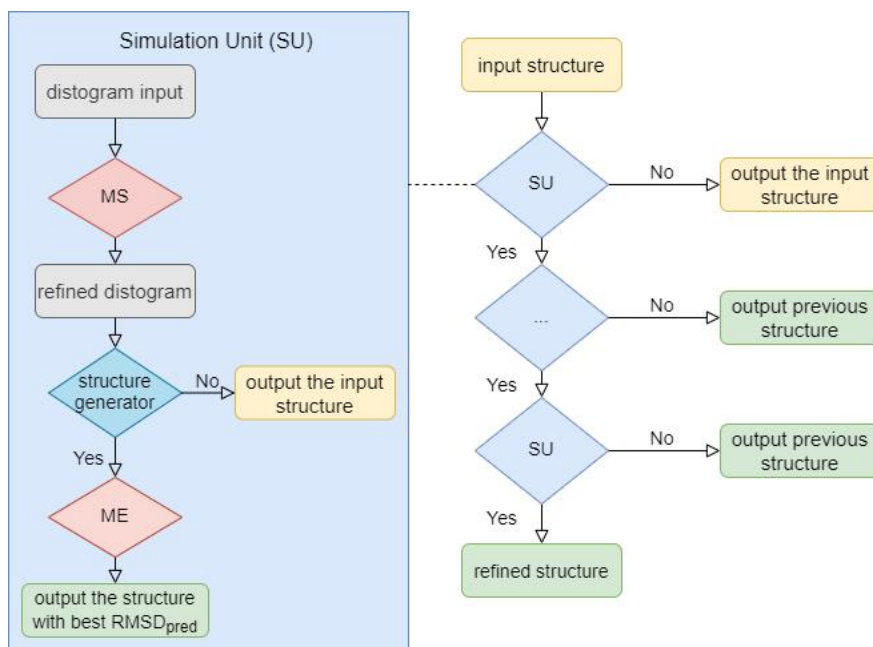 Simulation Unit (SU)
distogram input
MS
refined distogram
structure
generator
No
output the input
structure
Yes
ME
output the structure
with best RMSDpred
input structure
SU
No
output the input
structure
Yes
...
No
output previous
structure
Yes
SU
No
output previous
structure
Yes
refined structure